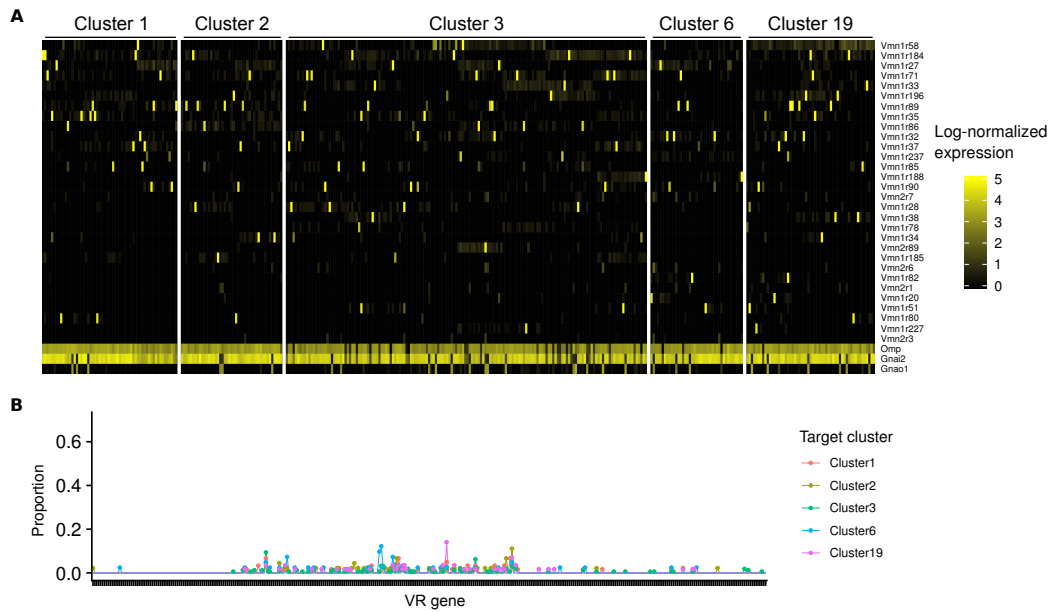 A
Cluster 1 Cluster 2 Cluster 3 Cluster 6 Cluster 19
Vmn1r58
Vmn1r184
Vmn1r27
Vmn1r71
Vmn1r33
Vmn1r196
Vmn1r89
Vmn1r35
Vmn1r86
Vmn1r32
Vmn1r37
Vmn1r237
Vmn1r85
Vmn1r188
Vmn1r90
Vmn2r7
Vmn1r28
Vmn1r38
Vmn1r78
Vmn1r34
Vmn2r89
Vmn1r185
Vmn2r6
Vmn1r82
Vmn2r1
Vmn1r20
Vmn1r51
Vmn1r80
Vmn1r227
Vmn2r3
Omp
Gnai2
Gnao1
Log-normalized
expression
5
4
3
2
1
0
B
Proportion
0.6
0.4
0.2
0.0
VR gene
Target cluster
Cluster1
Cluster2
Cluster3
Cluster6
Cluster19